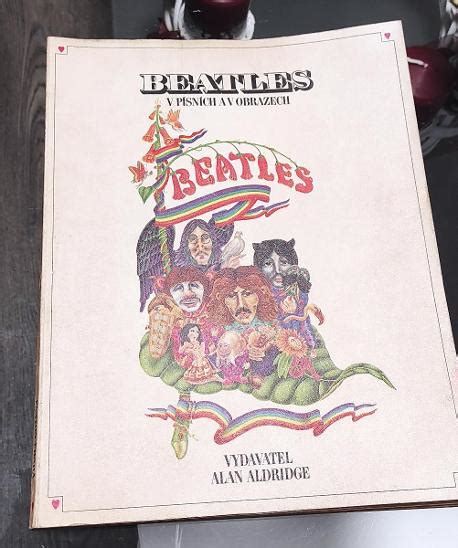 BEATLES
V PÍSNÍCH A V OBRAZECH
BEATLES
VYDAVATEL
ALAN ALDRIDGE